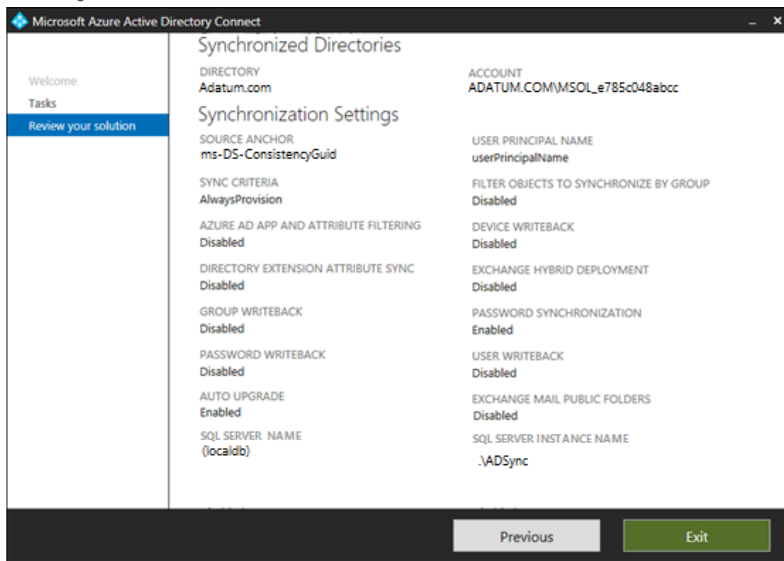 Microsoft Azure Active Directory Connect
Welcome
Tasks
Review your solution
Synchronized Directories
DIRECTORY
Adatum.com
ACCOUNT
ADATUM.COM\MSOL_e785c048abcc
Synchronization Settings
SOURCE ANCHOR
ms-DS-ConsistencyGuid
USER PRINCIPAL NAME
userPrincipalName
SYNC CRITERIA
AlwaysProvision
FILTER OBJECTS TO SYNCHRONIZE BY GROUP
Disabled
AZURE AD APP AND ATTRIBUTE FILTERING
Disabled
DEVICE WRITEBACK
Disabled
DIRECTORY EXTENSION ATTRIBUTE SYNC
Disabled
EXCHANGE HYBRID DEPLOYMENT
Disabled
GROUP WRITEBACK
Disabled
PASSWORD SYNCHRONIZATION
Enabled
PASSWORD WRITEBACK
Disabled
USER WRITEBACK
Disabled
AUTO UPGRADE
Enabled
EXCHANGE MAIL PUBLIC FOLDERS
Disabled
SQL SERVER NAME
(localdb)
SQL SERVER INSTANCE NAME
.\ADSync
Previous
Exit